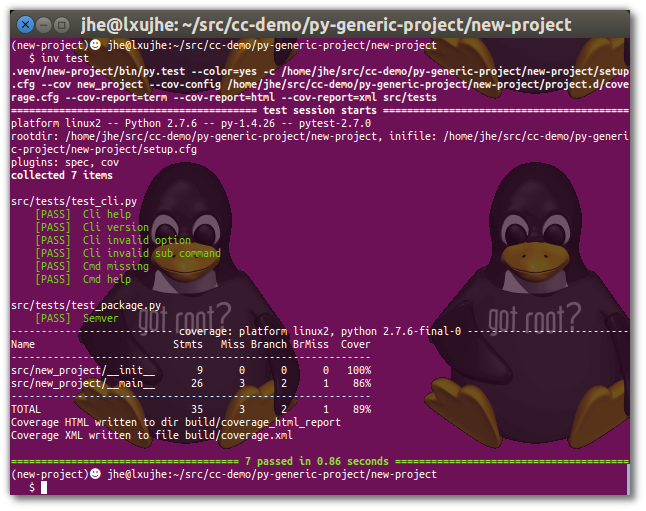 jhe@lxujhe: ~/src/cc-demo/py-generic-project/new-project
(new-project)☻ jhe@lxujhe:~/src/cc-demo/py-generic-project/new-project
$ inv test
.venv/new-project/bin/py.test --color=yes -c /home/jhe/src/cc-demo/py-generic-project/new-project/setup
.cfg --cov new_project --cov-config /home/jhe/src/cc-demo/py-generic-project/new-project/project.d/cove
rage.cfg --cov-report=term --cov-report=html --cov-report=xml src/tests
======================================== test session starts ========================================
platform linux2 -- Python 2.7.6 -- py-1.4.26 -- pytest-2.7.0
rootdir: /home/jhe/src/cc-demo/py-generic-project/new-project, inifile: /home/jhe/src/cc-demo/py-generi
c-project/new-project/setup.cfg
plugins: spec, cov
collected 7 items
src/tests/test_cli.py
[PASS] Cli help
[PASS] Cli version
[PASS] Cli invalid option
[PASS] Cli invalid sub command
[PASS] Cmd missing
[PASS] Cmd help
src/tests/test_package.py
[PASS] Semver
got root?
got root?
--------------------------- coverage: platform linux2, python 2.7.6-final-0 ---------------------------
Name Stmts Miss Branch BrMiss Cover
-----------------------------------------------------------
src/new_project/__init__ 9 0 0 0 100%
src/new_project/__main__ 26 3 2 1 86%
-----------------------------------------------------------
TOTAL 35 3 2 1 89%
Coverage HTML written to dir build/coverage_html_report
Coverage XML written to file build/coverage.xml
====================================== 7 passed in 0.86 seconds ======================================
(new-project)☻ jhe@lxujhe:~/src/cc-demo/py-generic-project/new-project
$